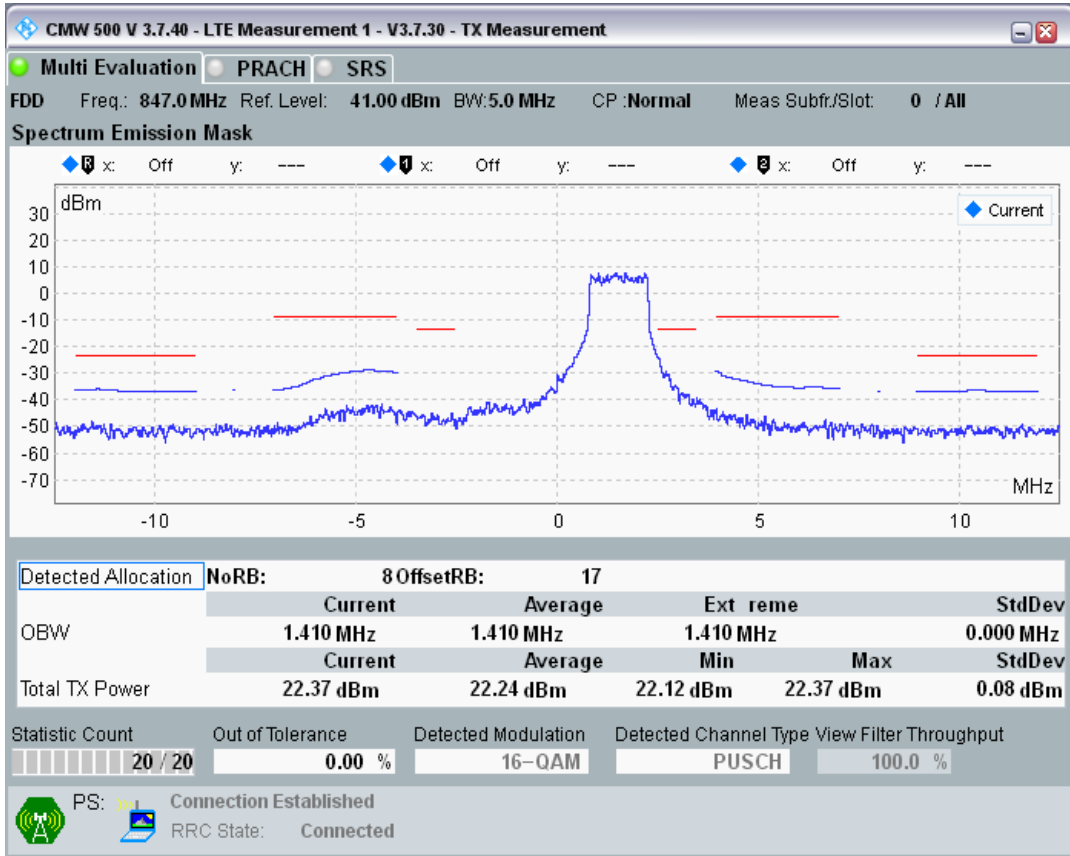 CMW 500 V 3.7.40 - LTE Measurement 1 - V3.7.30 - TX Measurement
Multi Evaluation PRACH SRS
FDD Freq.: 847.0 MHz Ref. Level: 41.00 dBm BW:5.0 MHz CP :Normal Meas Subfr./Slot: 0 / All
Spectrum Emission Mask
R x: Off y: --- 1 x: Off y: --- 2 x: Off y: ---
dBm
Current
30
20
10
0
-10
-20
-30
-40
-50
-60
-70
MHz
-10 -5 0 5 10
Detected Allocation NoRB: 8 OffsetRB: 17
Current Average Ext reme StdDev
OBW 1.410 MHz 1.410 MHz 1.410 MHz 0.000 MHz
Current Average Min Max StdDev
Total TX Power 22.37 dBm 22.24 dBm 22.12 dBm 22.37 dBm 0.08 dBm
Statistic Count Out of Tolerance Detected Modulation Detected Channel Type View Filter Throughput
20 / 20 0.00 % 16-QAM PUSCH 100.0 %
PS: Connection Established
RRC State: Connected